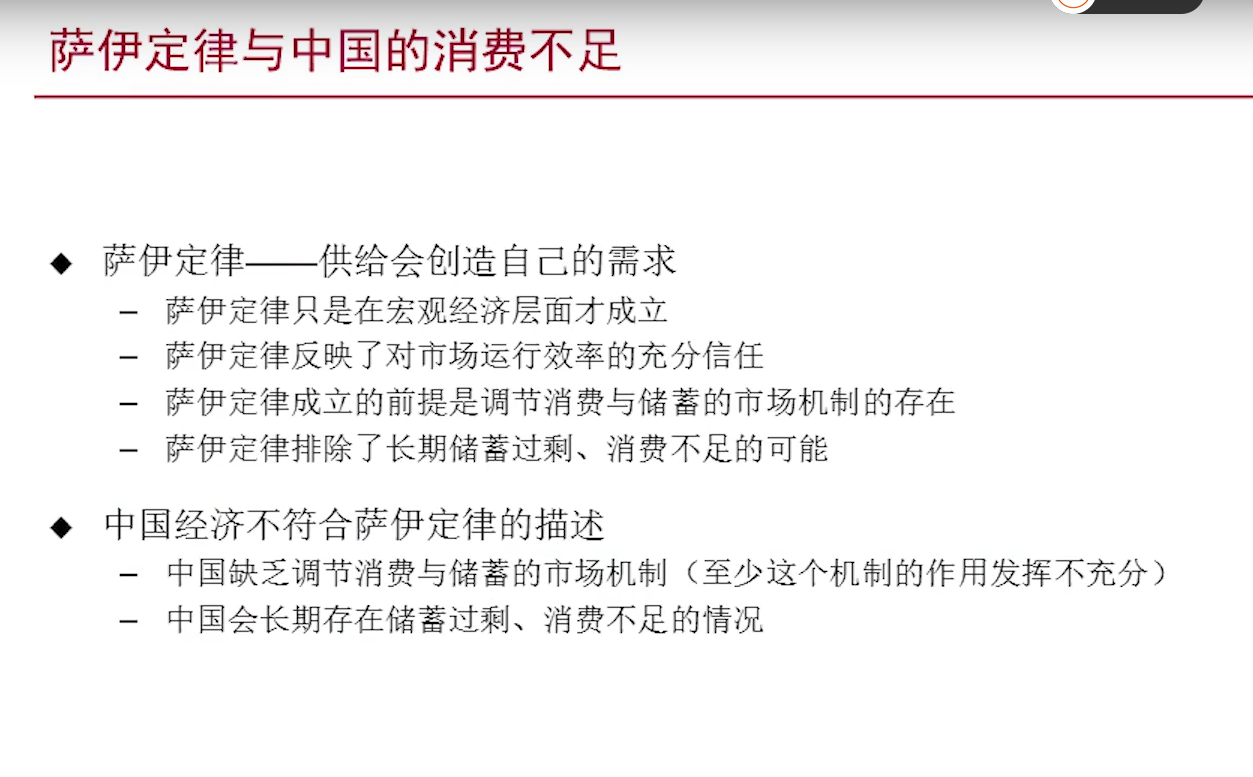 萨伊定律与中国的消费不足
◆ 萨伊定律——供给会创造自己的需求
– 萨伊定律只是在宏观经济层面才成立
– 萨伊定律反映了对市场运行效率的充分信任
– 萨伊定律成立的前提是调节消费与储蓄的市场机制的存在
– 萨伊定律排除了长期储蓄过剩、消费不足的可能
◆ 中国经济不符合萨伊定律的描述
– 中国缺乏调节消费与储蓄的市场机制（至少这个机制的作用发挥不充分）
– 中国会长期存在储蓄过剩、消费不足的情况